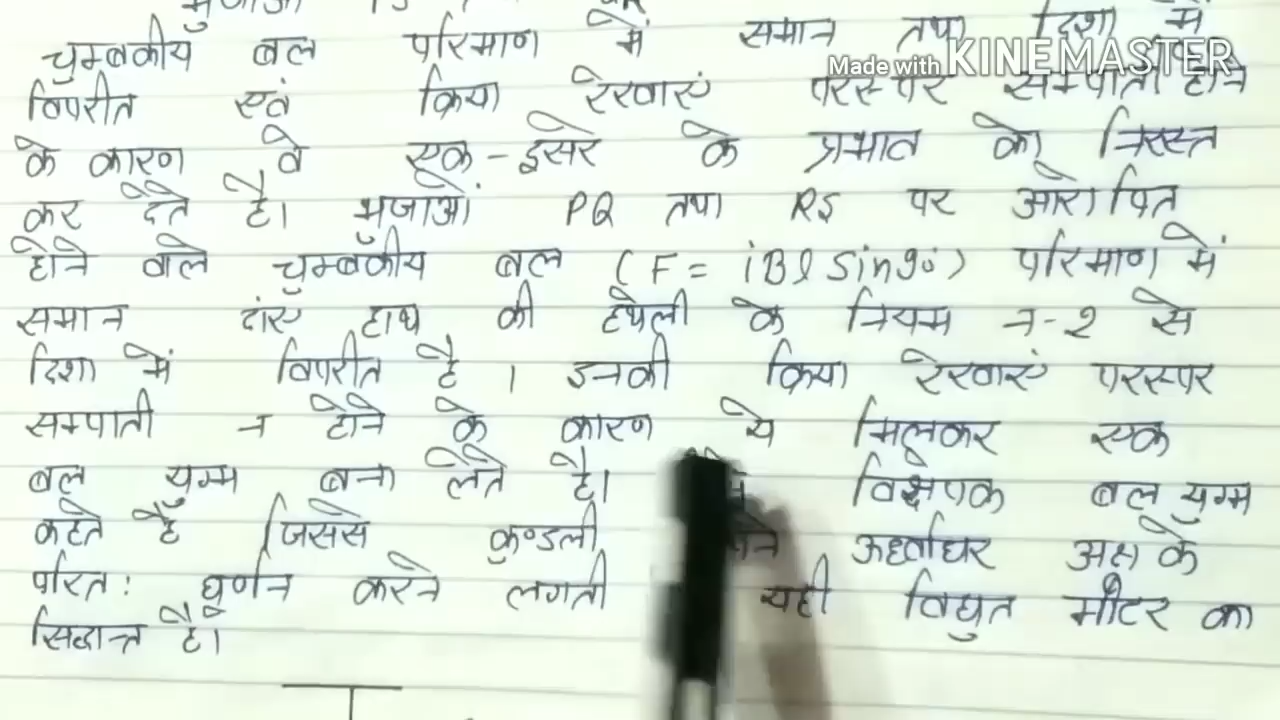 चुम्बकीय बल परिमाण में समान तथा दिशा में
Made with KINEMASTER
विपरीत एवं क्रिया रेखाएं परस्पर सम्पाती होने
के कारण वे एक-दूसरे के प्रभाव को निरस्त
कर देते है। भुजाओं PQ तथा RS पर आरोपित
होने वाले चुम्बकीय बल (F = iBl Sin90°) परिमाण में
समान दांए हाथ की हथेली के नियम न-2 से
दिशा में विपरीत है । इनकी क्रिया रेखाएं परस्पर
सम्पाती न होने के कारण ये मिलकर एक
बल युग्म बना लेते है। विक्षेपक बल युग्म
कहते है जिससे कुण्डली ऊर्ध्वाधर अक्ष के
परित: घूर्णन करने लगती यही विद्युत मीटर का
सिद्धान्त है।